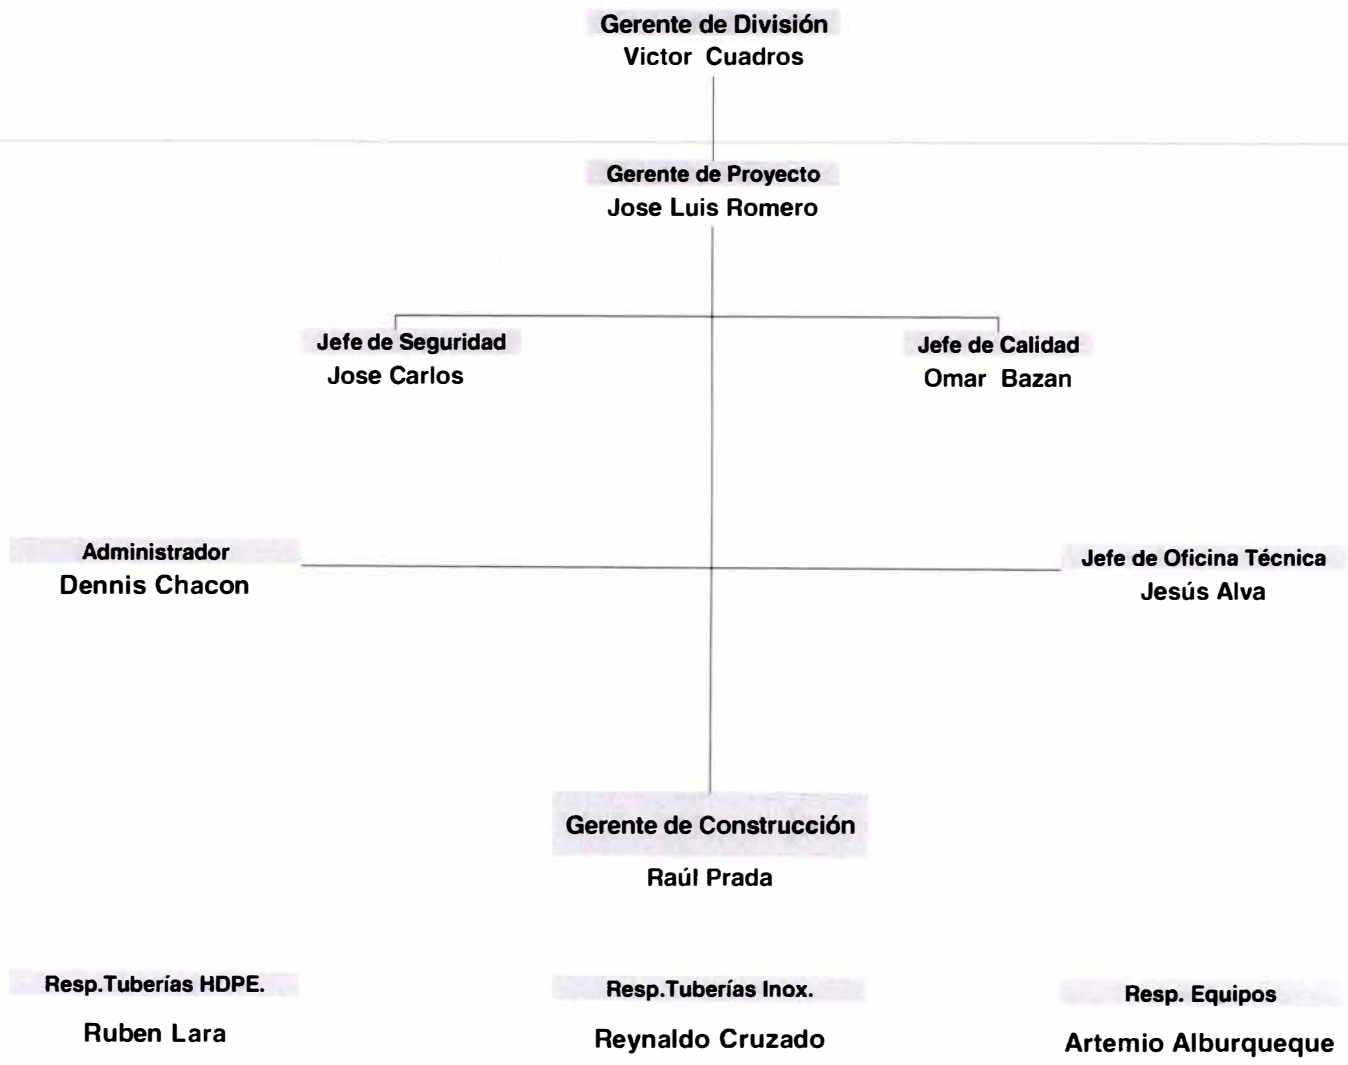 Gerente de División
Victor Cuadros
Gerente de Proyecto
Jose Luis Romero
Jefe de Seguridad
Jose Carlos
Jefe de Calidad
Omar Bazan
Administrador
Dennis Chacon
Jefe de Oficina Técnica
Jesús Alva
Gerente de Construcción
Raúl Prada
Resp.Tuberías HDPE.
Ruben Lara
Resp.Tuberías Inox.
Reynaldo Cruzado
Resp. Equipos
Artemio Alburqueque